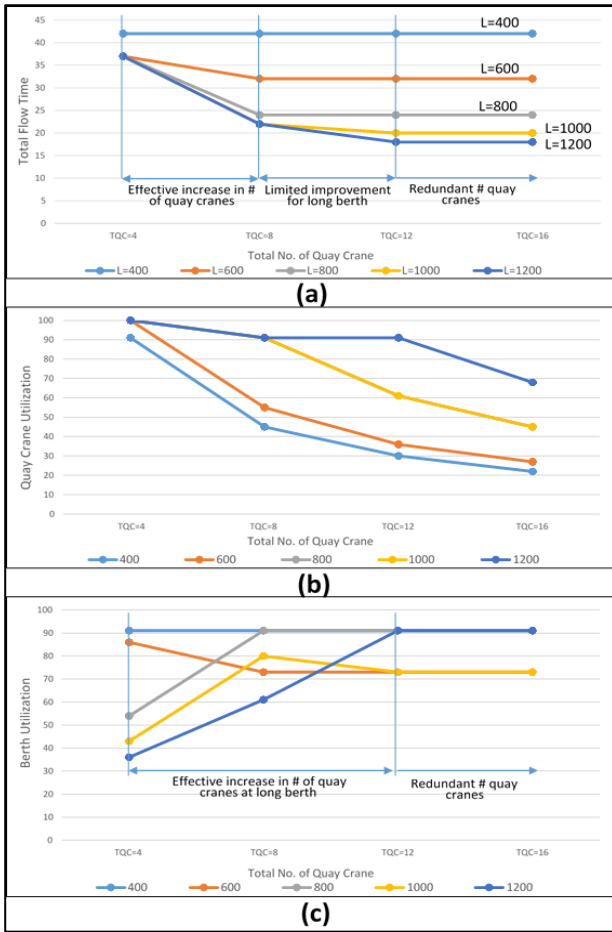 45
40
35
30
25
20
15
10
5
0
Total Flow Time
L=400
L=600
L=800
L=1000
L=1200
Effective increase in #
of quay cranes
Limited improvement
for long berth
Redundant # quay
cranes
TQC=4 TQC=8 TQC=12 TQC=16
Total No. of Quay Crane
L=400 L=600 L=800 L=1000 L=1200
(a)
100
90
80
70
60
50
40
30
20
10
0
Quay Crane Utilization
TQC=4 TQC=8 TQC=12 TQC=16
Total No. of Quay Crane
400 600 800 1000 1200
(b)
100
90
80
70
60
50
40
30
20
10
0
Berth Utilization
Effective increase in # of quay
cranes at long berth
Redundant # quay
cranes
TQC=4 TQC=8 TQC=12 TQC=16
Total No. of Quay Crane
400 600 800 1000 1200
(c)